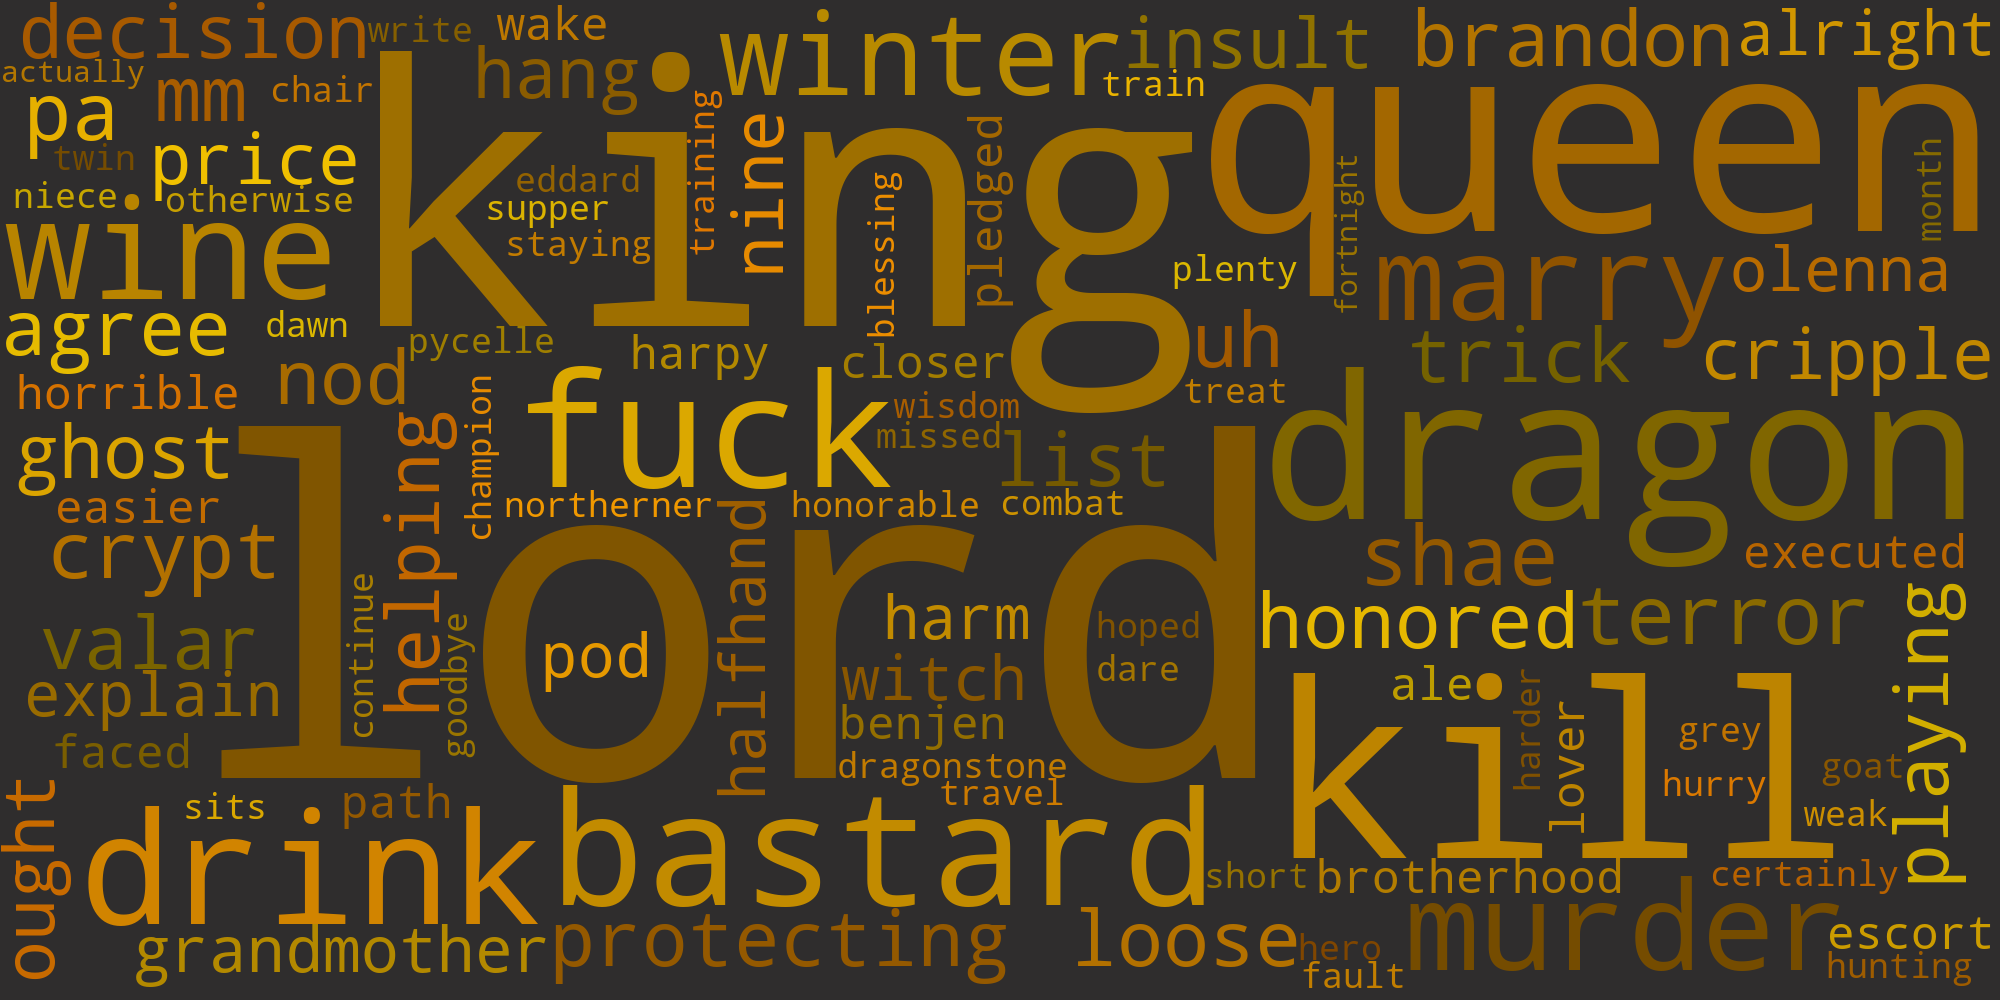 decision
write
wake
winter
insult
brandon
alright
actually
mm
chair
hang
king
train
queen
pa
twin
price
niece
otherwise
eddard
supper
staying
training
nine
blessing
pledged
fortnight
month
wine
plenty
marry
olenna
agree
dawn
pycelle
harpy
closer
uh
trick
cripple
horrible
nod
fuck
wisdom
missed
treat
dragon
ghost
helping
champion
list
easier
northerner
honorable
combat
crypt
lord
halfhand
shae
executed
valar
continue
goodbye
pod
harm
hoped
honored
terror
playing
explain
witch
dare
ale
kill
faced
benjen
harder
lover
grey
dragonstone
travel
hurry
goat
weak
ought
sits
path
drink
bastard
short
brotherhood
certainly
grandmother
protecting
loose
hero
fault
murder
escort
hunting